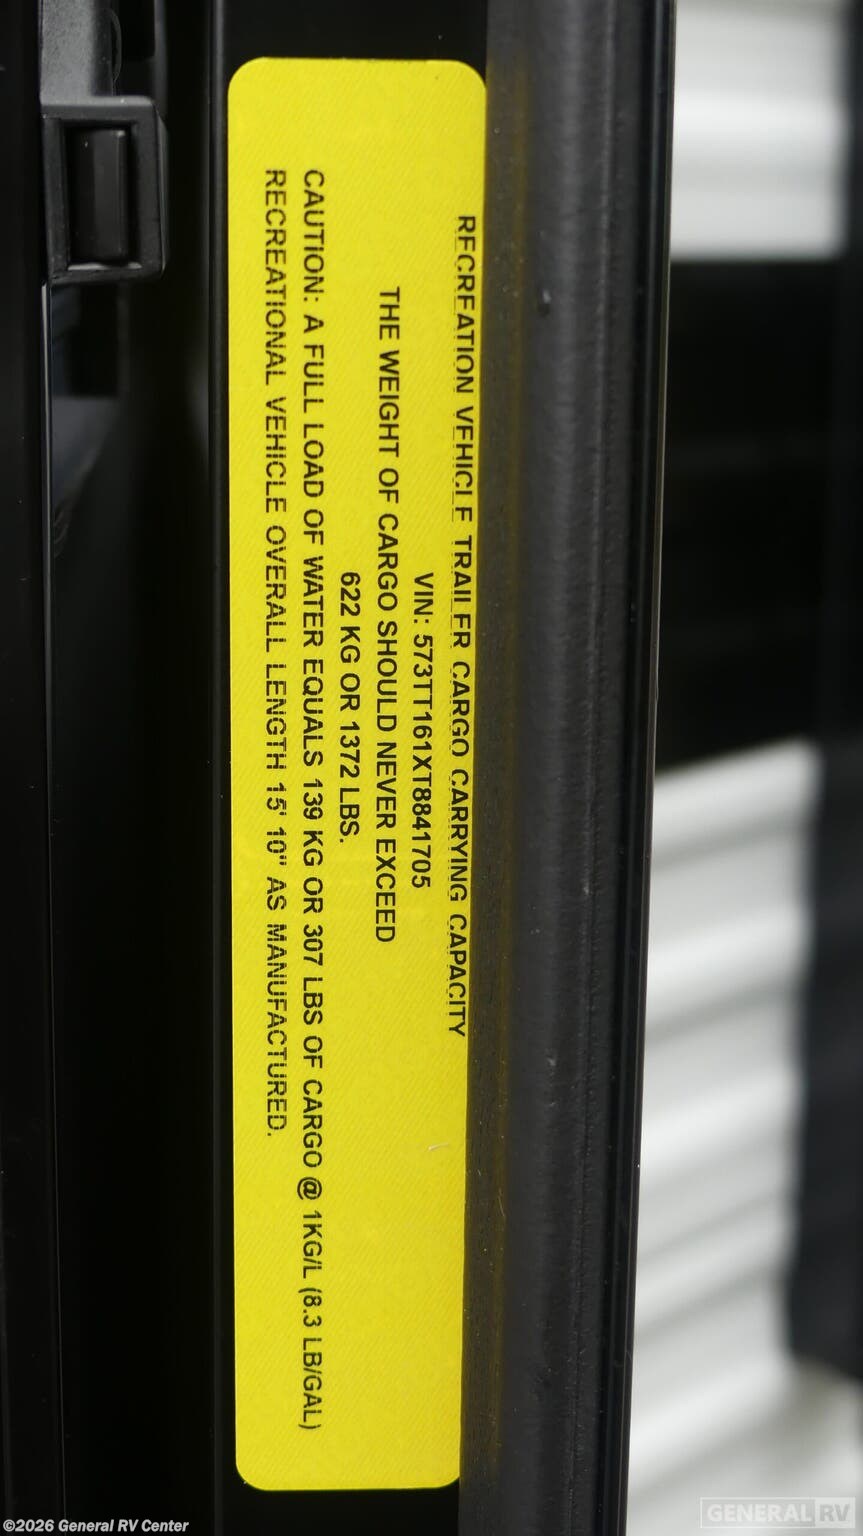 RECREATION VEHICLE TRAILER CARGO CARRYING CAPACITY
VIN: 573TT161XT8841705
THE WEIGHT OF CARGO SHOULD NEVER EXCEED
622 KG OR 1372 LBS.
CAUTION: A FULL LOAD OF WATER EQUALS 139 KG OR 307 LBS OF CARGO @ 1KG/L (8.3 LB/GAL)
RECREATIONAL VEHICLE OVERALL LENGTH 15' 10" AS MANUFACTURED.
©2026 General RV Center
GENERAL RV